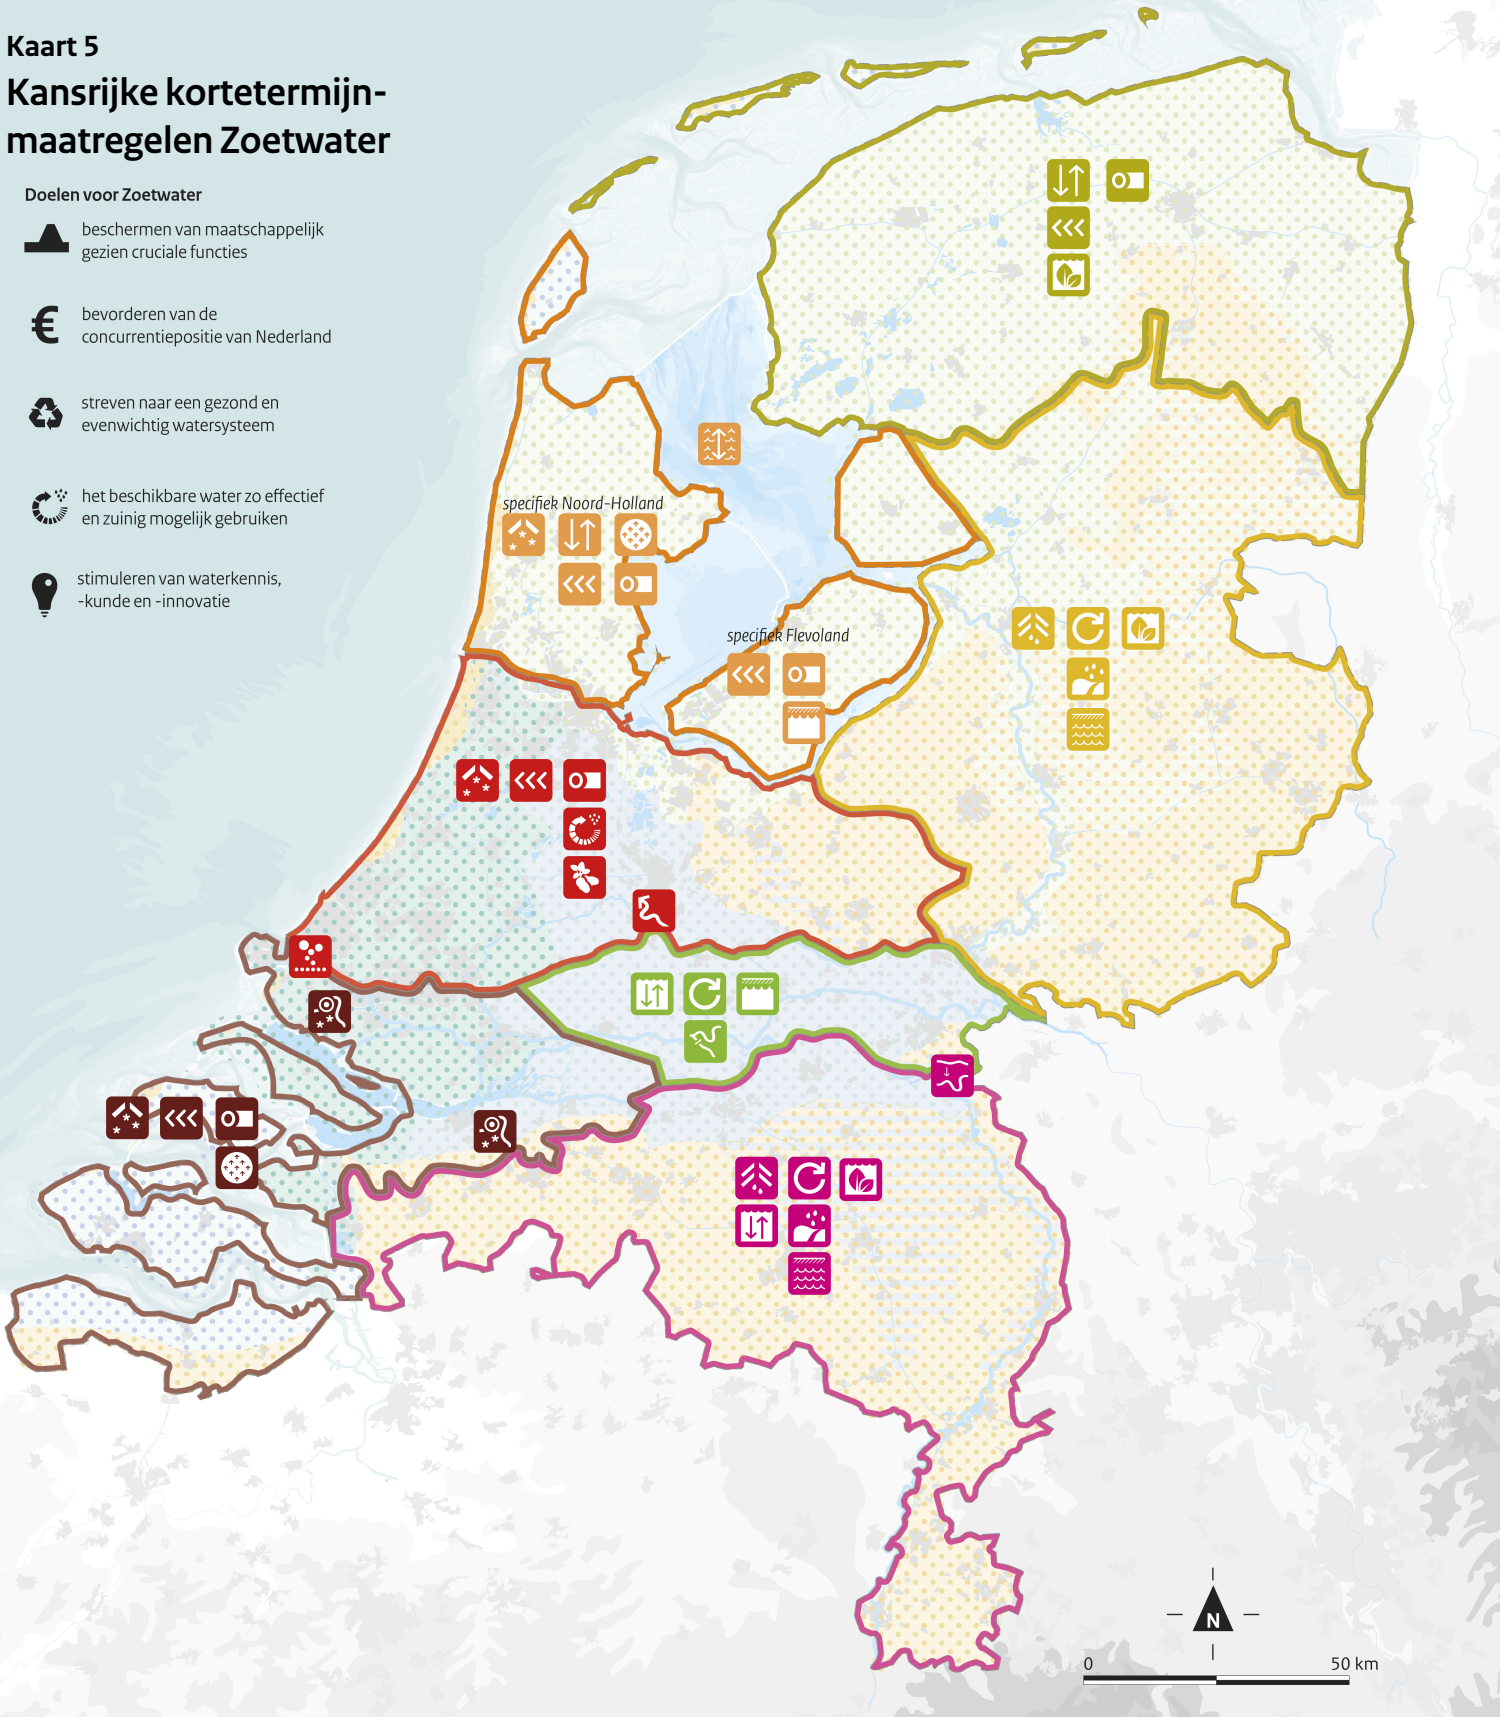 Kaart 5
Kansrijke kortetermijn-
maatregelen Zoetwater
Doelen voor Zoetwater
beschermen van maatschappelijk
gezien cruciale functies
€
bevorderen van de
concurrentiepositie van Nederland
streven naar een gezond en
evenwichtig watersysteem
het beschikbare water zo effectief
en zuinig mogelijk gebruiken
stimuleren van waterkennis,
-kunde en -innovatie
specifiek Noord-Holland
specifiek Flevoland
N
0 50 km